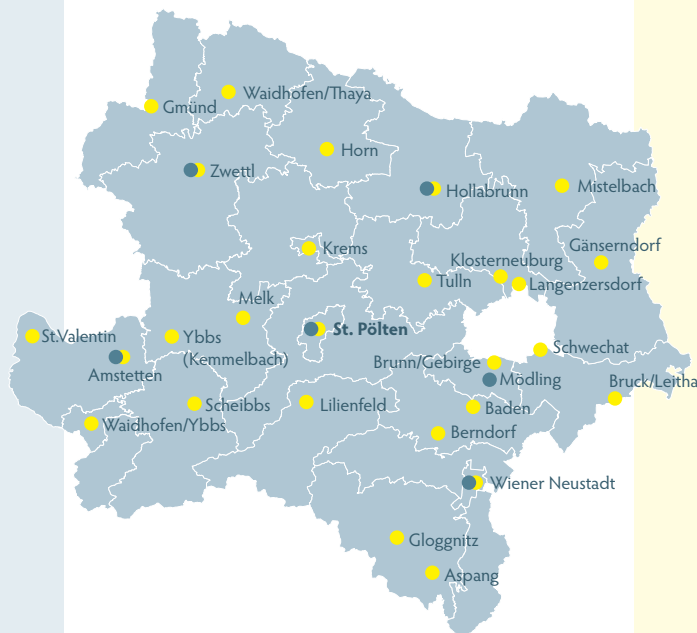 Waidhofen/Thaya
Gmünd
Horn
Zwettl
Hollabrunn
Mistelbach
Krems
Klosterneuburg
Gänserndorf
Tulln
Langenzersdorf
Melk
St.Valentin
Ybbs
(Kemmelbach)
St. Pölten
Amstetten
Brunn/Gebirge
Schwechat
Mödling
Bruck/Leitha
Scheibbs
Lilienfeld
Baden
Waidhofen/Ybbs
Berndorf
Wiener Neustadt
Gloggnitz
Aspang